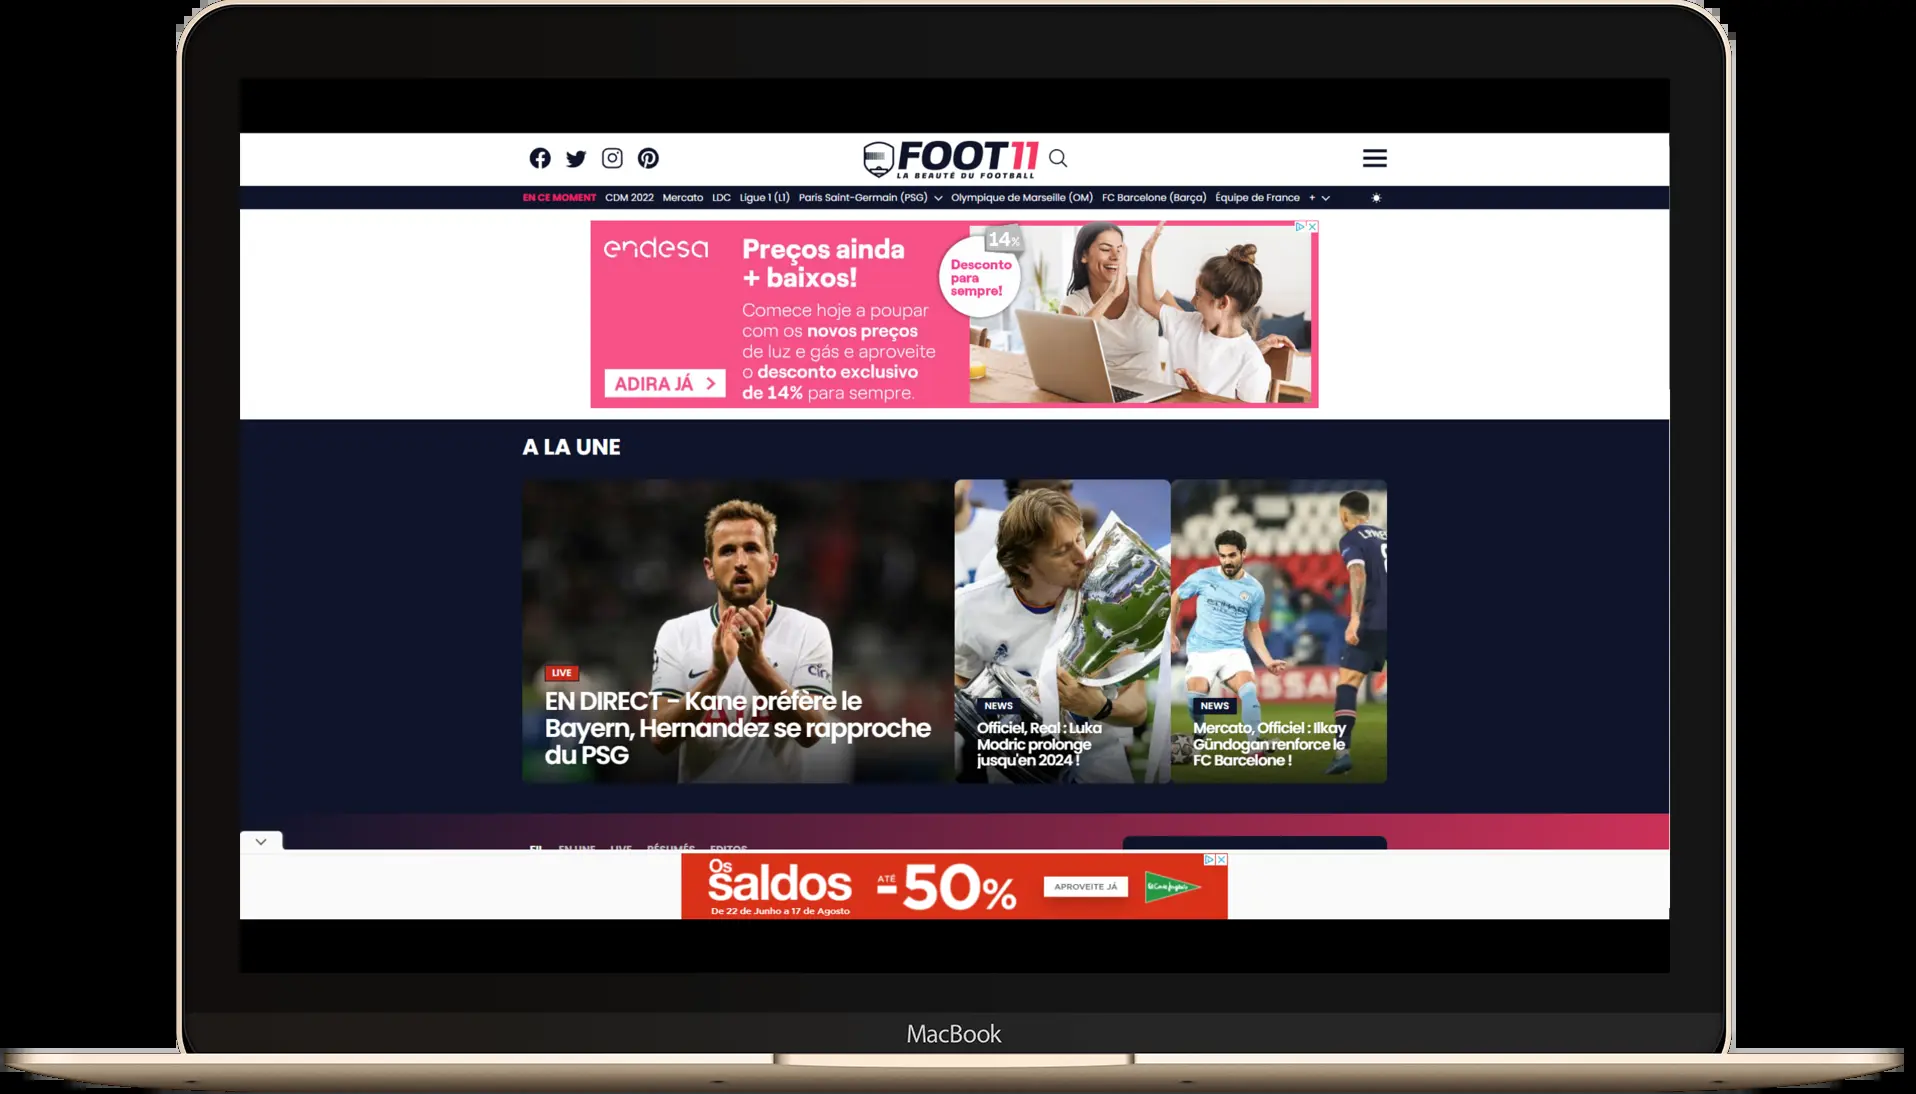 FOOT11
LA BEAUTÉ DU FOOTBALL
EN CE MOMENT CDM 2022 Mercato LDC Ligue 1 (L1) Paris Saint-Germain (PSG) Olympique de Marseille (OM) FC Barcelone (Barça) Équipe de France +
endesa
Preços ainda
+ baixos!
Comece hoje a poupar
com os novos preços
de luz e gás e aproveite
o desconto exclusivo
de 14% para sempre.
ADIRA JÁ >
14%
Desconto
para
sempre!
A LA UNE
LIVE
EN DIRECT - Kane préfère le
Bayern, Hernandez se rapproche
du PSG
NEWS
Officiel, Real : Luka
Modric prolonge
jusqu'en 2024 !
NEWS
Mercato, Officiel : Ilkay
Gündogan renforce le
FC Barcelone !
FIL EN UNE LIVE RÉSUMÉS EDITOS
Os
saldos
De 22 de Junho a 17 de Agosto
ATÉ
-50%
APROVEITE JÁ
El Corte Inglés
MacBook